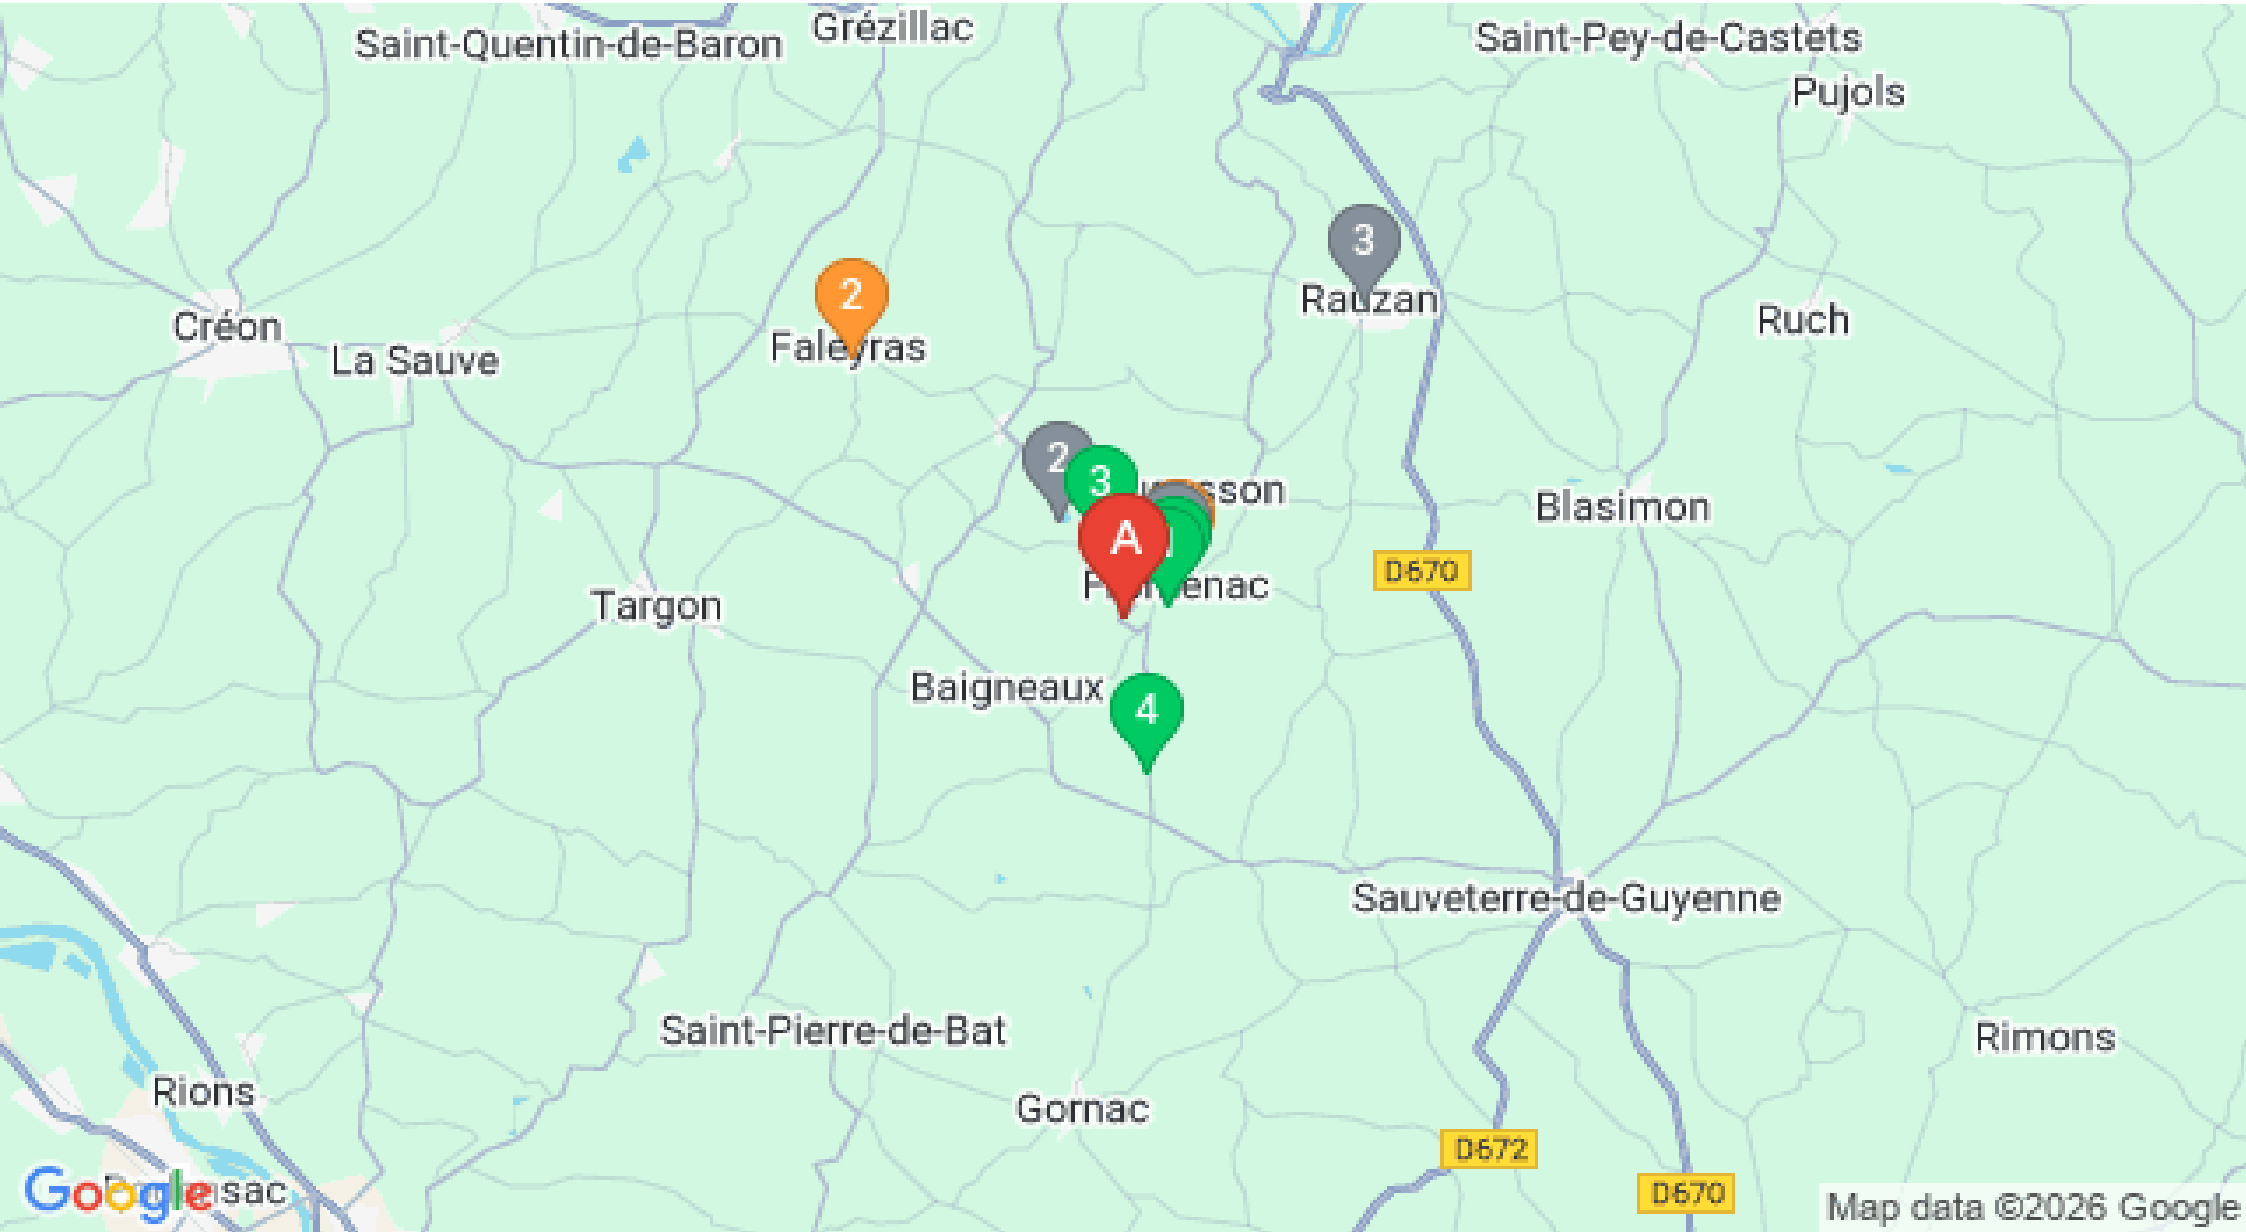 Grézillac
Saint-Quentin-de-Baron
Saint-Pey-de-Castets
Pujols
3
2
Rauzan
Ruch
Créon
Faleyras
La Sauve
2
3
Blasimon
A
D670
Targon
Baigneaux
4
Sauveterre-de-Guyenne
Saint-Pierre-de-Bat
Rimons
Rions
Gornac
D672
Google
D670
Map data ©2026 Google